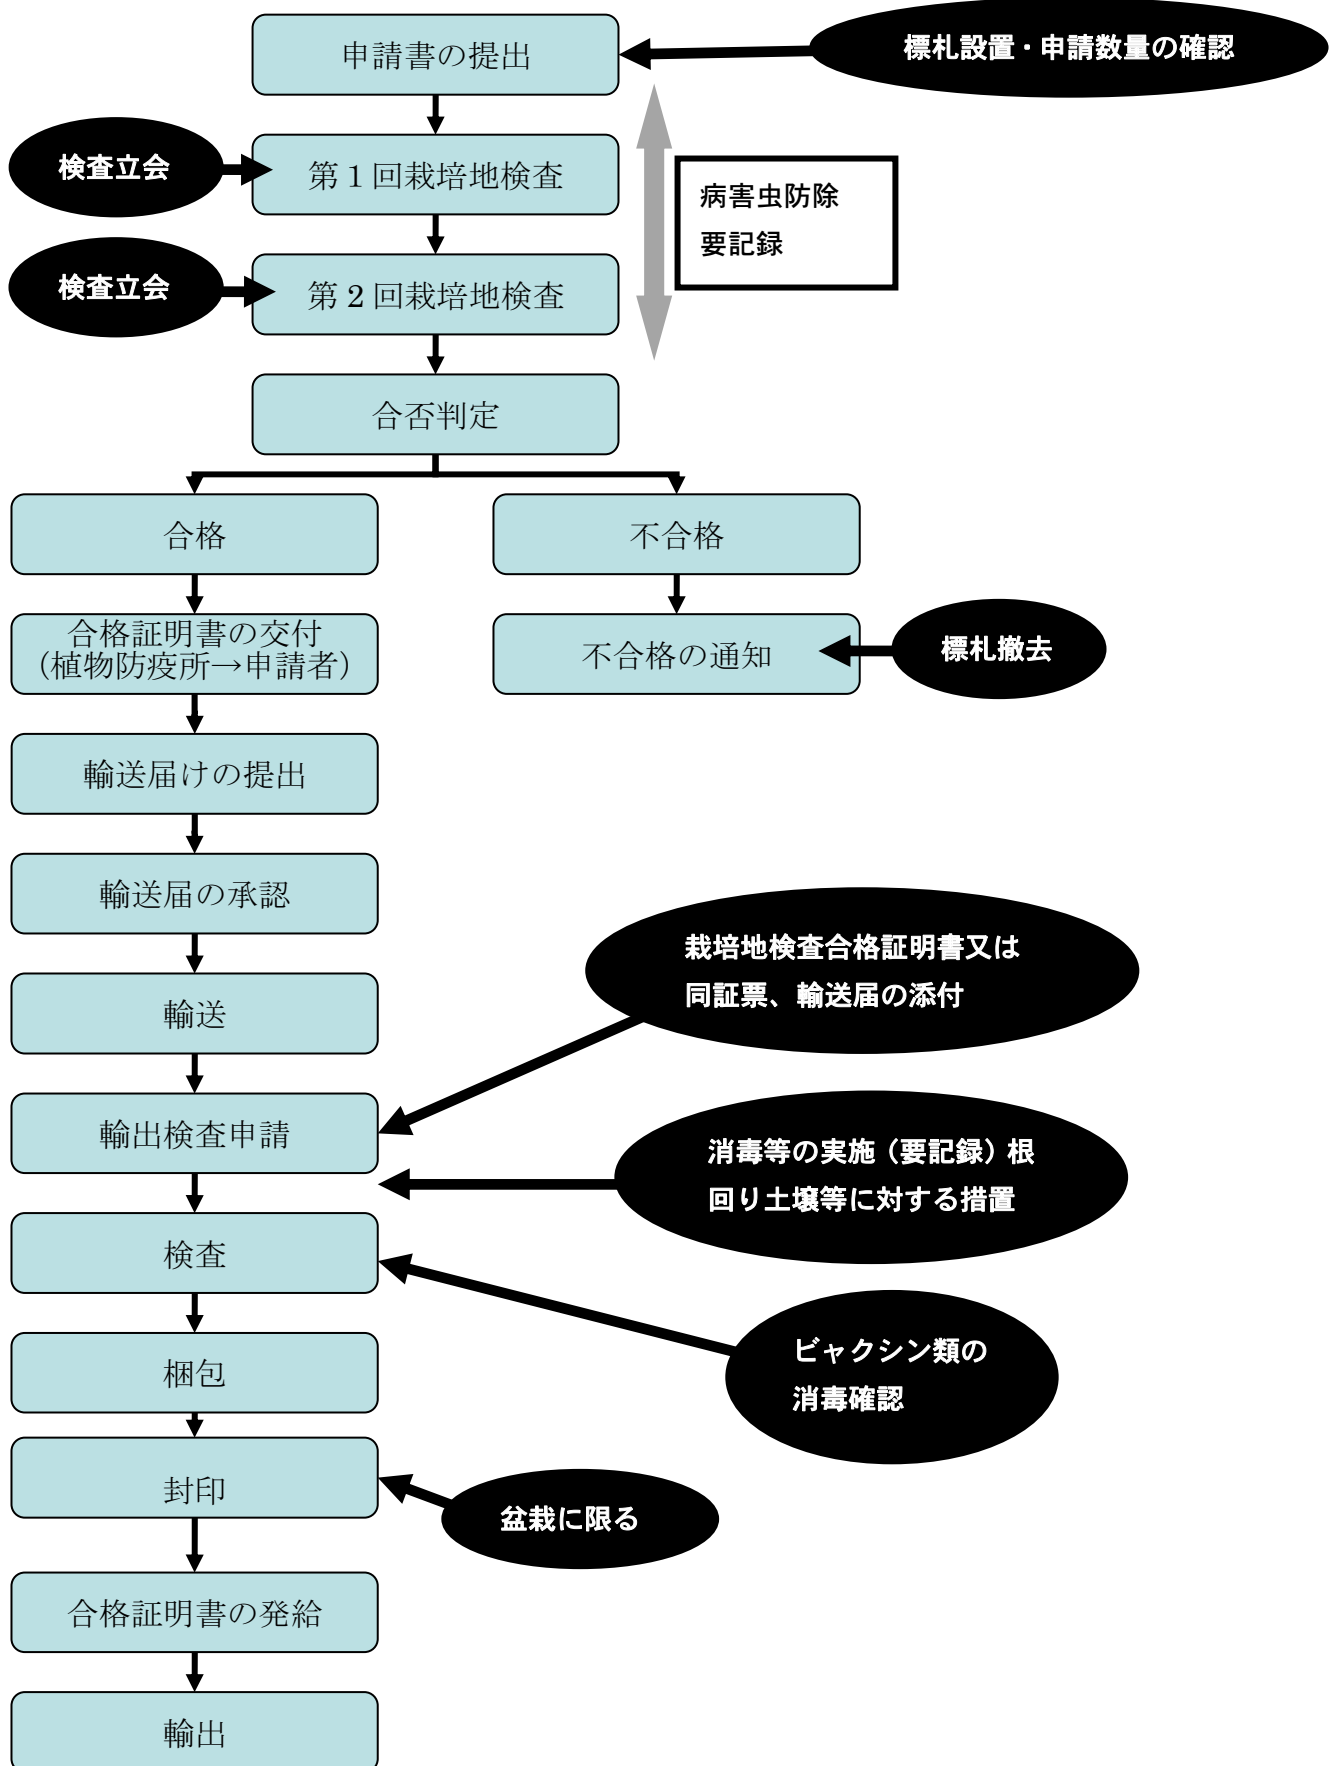 申請書の提出
標札設置・申請数量の確認
検査立会
第1回栽培地検査
病害虫防除
要記録
検査立会
第2回栽培地検査
合否判定
合格
不合格
合格証明書の交付
（植物防疫所→申請者）
不合格の通知
標札撤去
輸送届けの提出
輸送届の承認
栽培地検査合格証明書又は
同証票、輸送届の添付
輸送
輸出検査申請
消毒等の実施（要記録）根
回り土壌等に対する措置
検査
ビャクシン類の
消毒確認
梱包
封印
盆栽に限る
合格証明書の発給
輸出